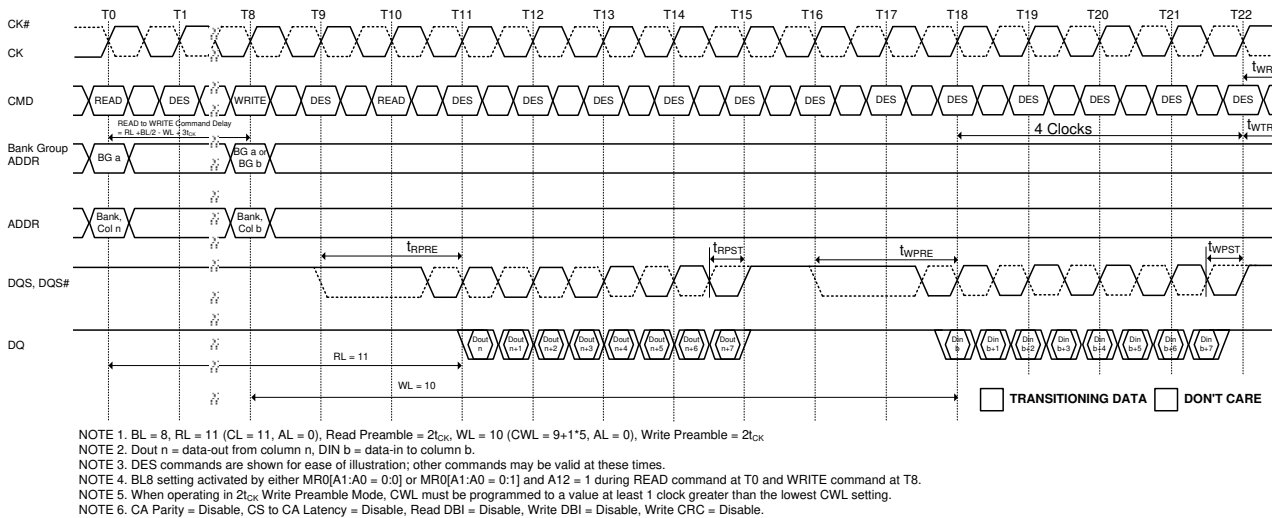 T0 T1 T8 T9 T10 T11 T12 T13 T14 T15 T16 T17 T18 T19 T20 T21 T22
CK#
CK
tWR
CMD READ DES WRITE DES READ DES DES DES DES DES DES DES DES DES DES DES DES
READ to WRITE Command Delay
= RL +BL/2 - WL + 3tCK
4 Clocks
tWTR
Bank Group
ADDR
BG a
BG a or
BG b
ADDR
Bank,
Col n
Bank,
Col b
tRPRE tRPST tWPRE tWPST
DQS, DQS#
DQ
Dout n Dout n+1 Dout n+2 Dout n+3 Dout n+4 Dout n+5 Dout n+6 Dout n+7
Din b Din b+1 Din b+2 Din b+3 Din b+4 Din b+5 Din b+6 Din b+7
RL = 11
WL = 10
TRANSITIONING DATA DON'T CARE
NOTE 1. BL = 8, RL = 11 (CL = 11, AL = 0), Read Preamble = 2tCK, WL = 10 (CWL = 9+1*5, AL = 0), Write Preamble = 2tCK
NOTE 2. Dout n = data-out from column n, DIN b = data-in to column b.
NOTE 3. DES commands are shown for ease of illustration; other commands may be valid at these times.
NOTE 4. BL8 setting activated by either MR0[A1:A0 = 0:0] or MR0[A1:A0 = 0:1] and A12 = 1 during READ command at T0 and WRITE command at T8.
NOTE 5. When operating in 2tCK Write Preamble Mode, CWL must be programmed to a value at least 1 clock greater than the lowest CWL setting.
NOTE 6. CA Parity = Disable, CS to CA Latency = Disable, Read DBI = Disable, Write DBI = Disable, Write CRC = Disable.